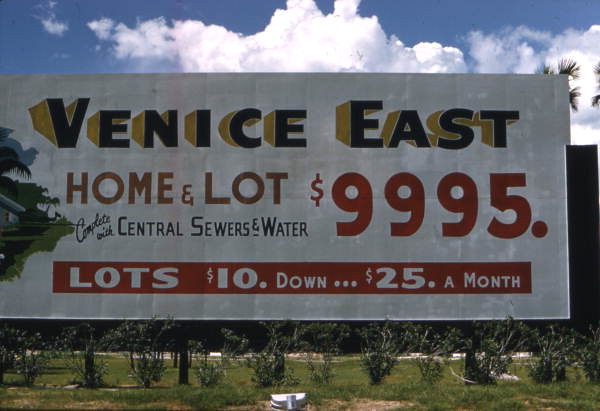 VENICE EAST
HOME & LOT $9995.
Complete with CENTRAL SEWERS & WATER
LOTS $10. DOWN... $25. A MONTH